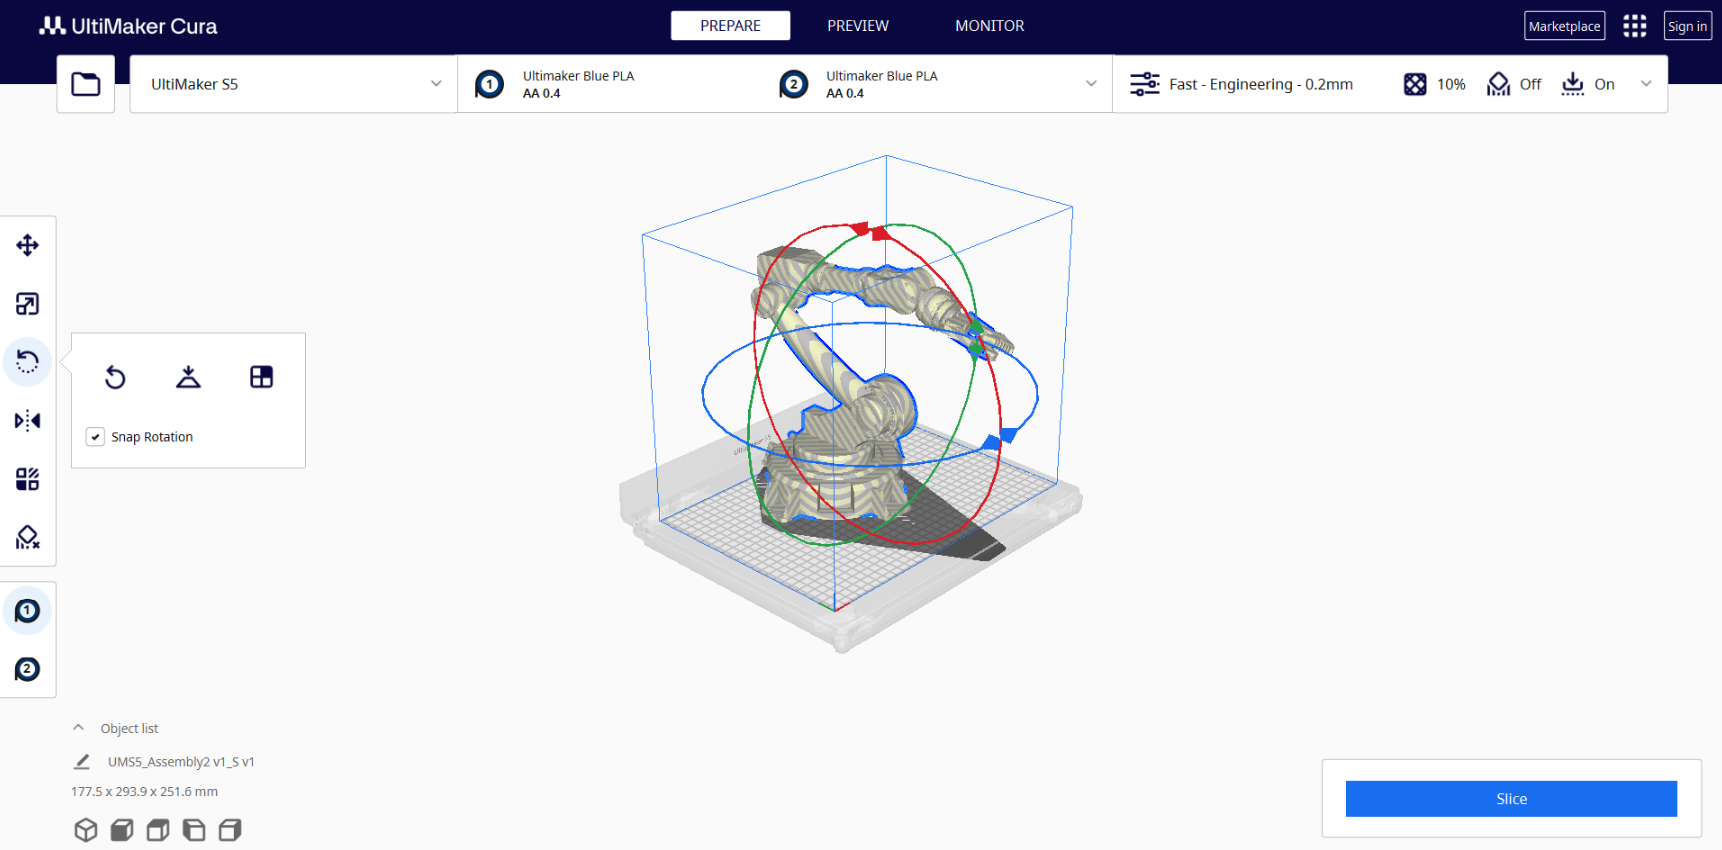 UltiMaker Cura
PREPARE
PREVIEW
MONITOR
Marketplace
Sign in
UltiMaker S5
1
Ultimaker Blue PLA
AA 0.4
2
Ultimaker Blue PLA
AA 0.4
Fast - Engineering - 0.2mm
10%
Off
On
Snap Rotation
1
2
Object list
UMS5_Assembly2 v1_S v1
177.5 x 293.9 x 251.6 mm
Slice